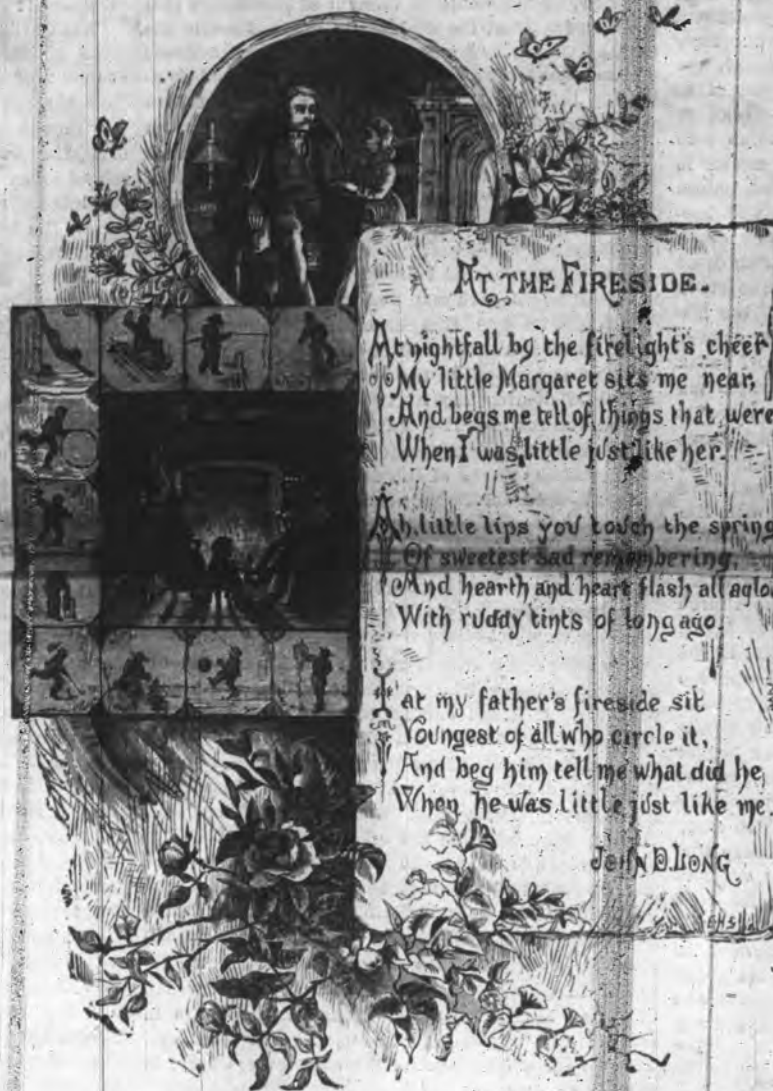 AT THE FIRESIDE.
At nightfall by the firelight's cheer
My little Margaret sits me near,
And begs me tell of things that were
When I was little just like her.
Ah, little lips you touch the spring
Of sweetest sad remembering,
And hearth and heart flash all aglo
With ruddy tints of long ago.
I at my father's fireside sit
Youngest of all who circle it,
And beg him tell me what did he
When he was little just like me.
JOHN D. LONG